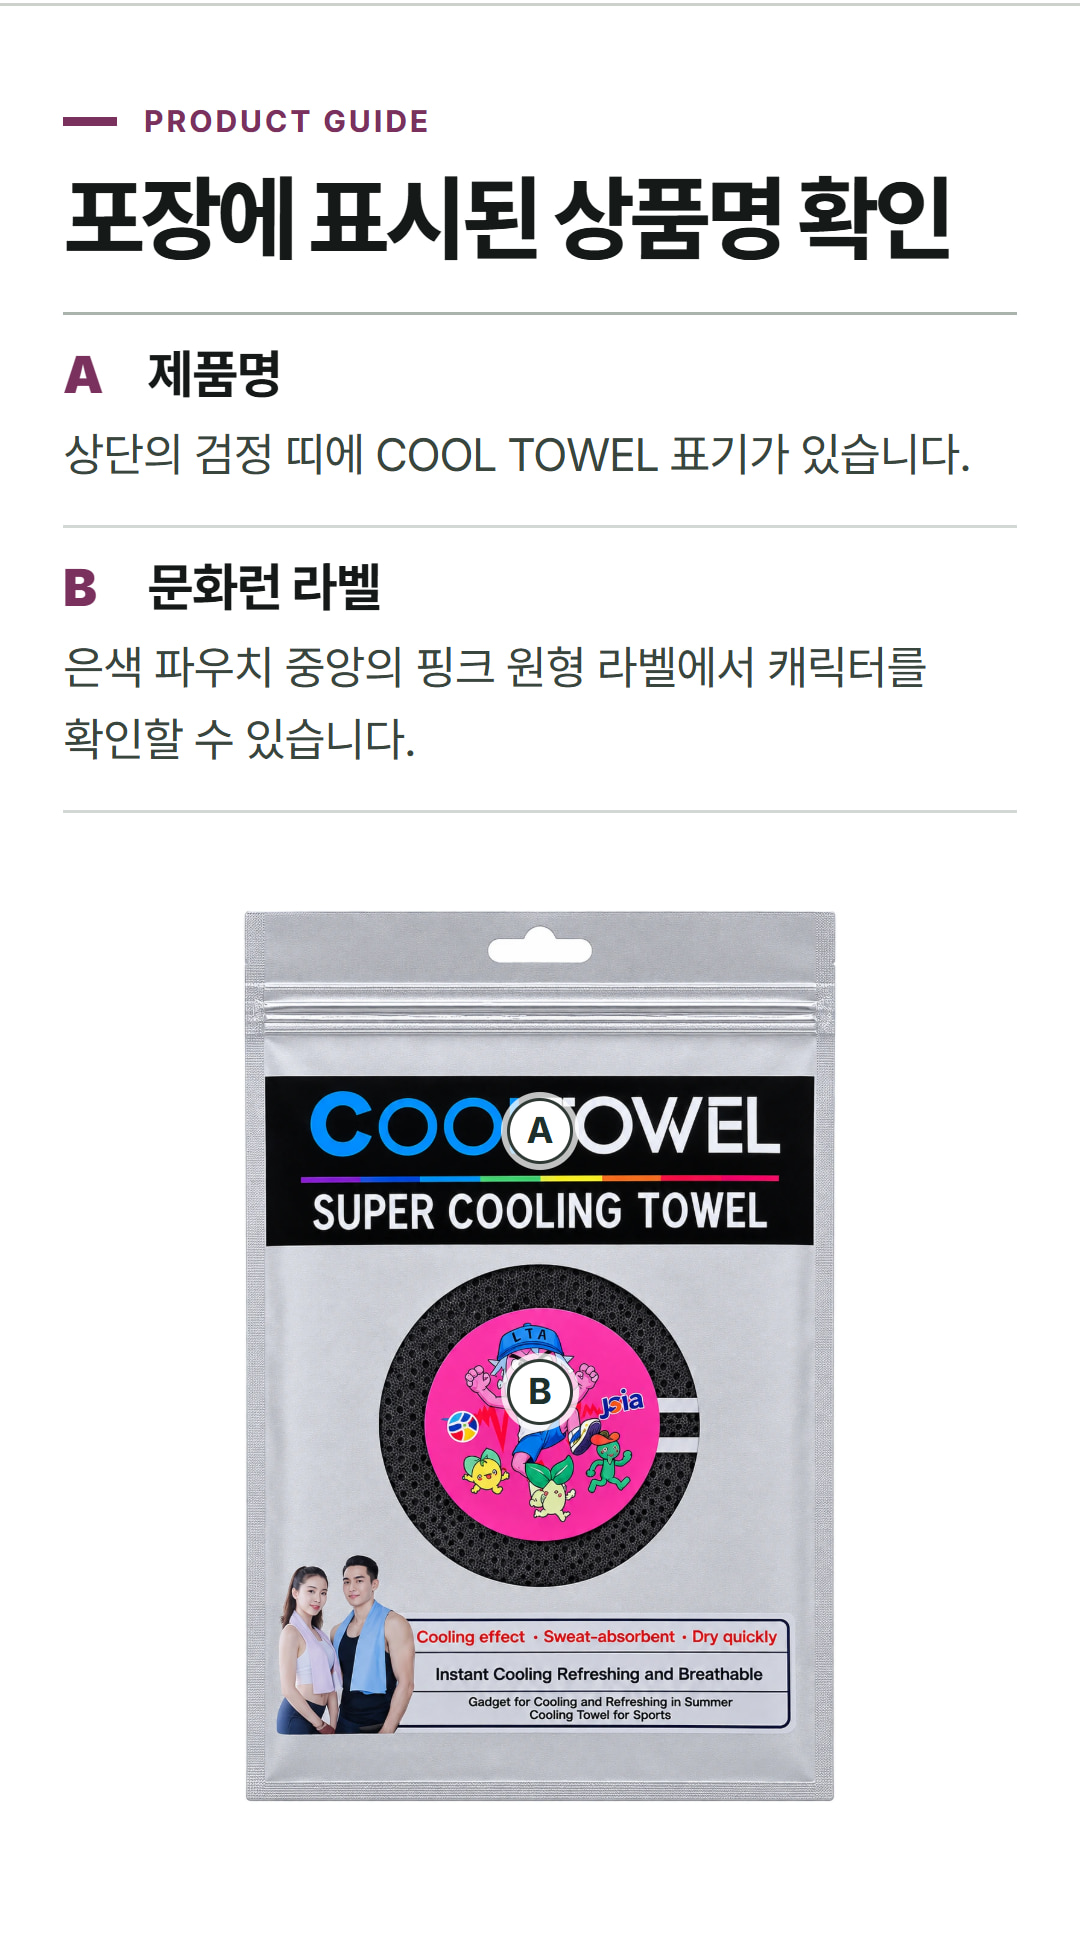 PRODUCT GUIDE
포장에 표시된 상품명 확인
A 제품명
상단의 검정 띠에 COOL TOWEL 표기가 있습니다.
B 문화런 라벨
은색 파우치 중앙의 핑크 원형 라벨에서 캐릭터를
확인할 수 있습니다.
A OWEL
SUPER COOLING TOWEL
LTA
B
Jsia
Cooling effect · Sweat-absorbent · Dry quickly
Instant Cooling Refreshing and Breathable
Gadget for Cooling and Refreshing in Summer
Cooling Towel for Sports